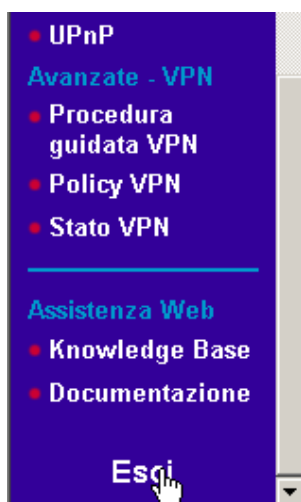 UPnP
Avanzate - VPN
Procedura
guidata VPN
Policy VPN
Stato VPN
Assistenza Web
Knowledge Base
Documentazione
Esci